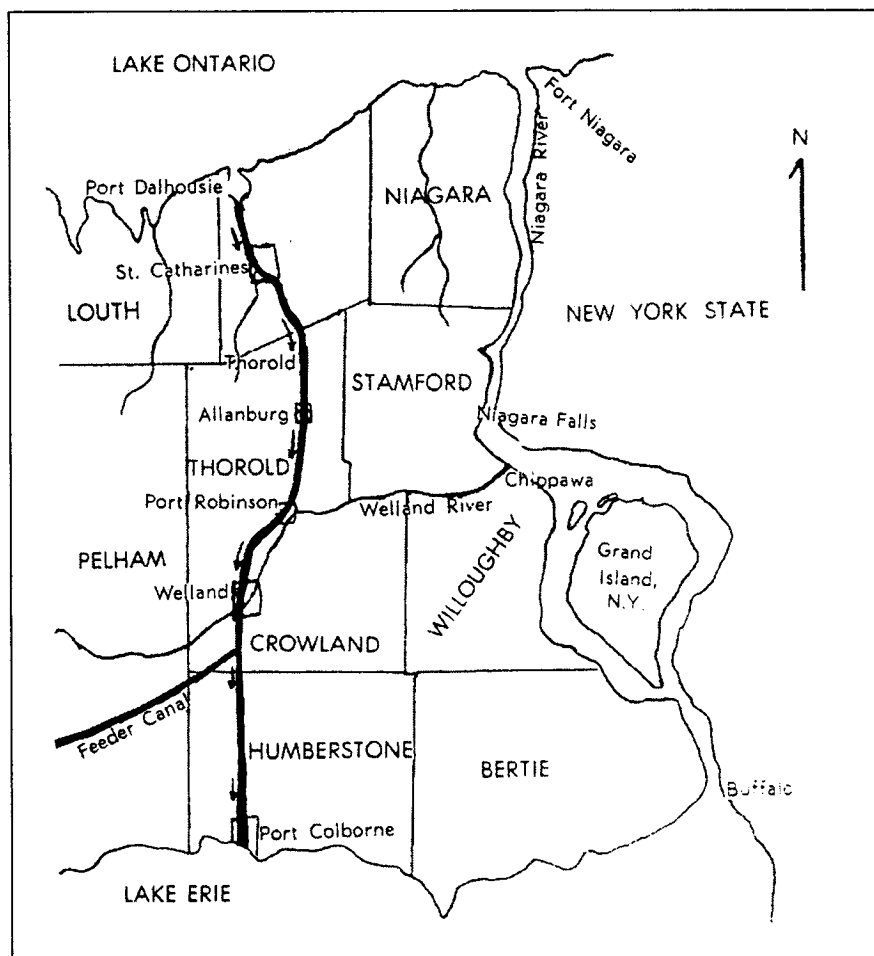 LAKE ONTARIO
Fort Niagara
Niagara River
N
Port Dalhousie
NIAGARA
St. Catharines
LOUTH
NEW YORK STATE
Thorold
STAMFORD
Allanburg
Niagara Falls
THOROLD
Chippawa
Port Robinson
Welland River
WILLOUGHBY
Grand
Island,
N.Y.
PELHAM
Welland
CROWLAND
Feeder Canal
HUMBERSTONE
BERTIE
Buffalo
Port Colborne
LAKE ERIE